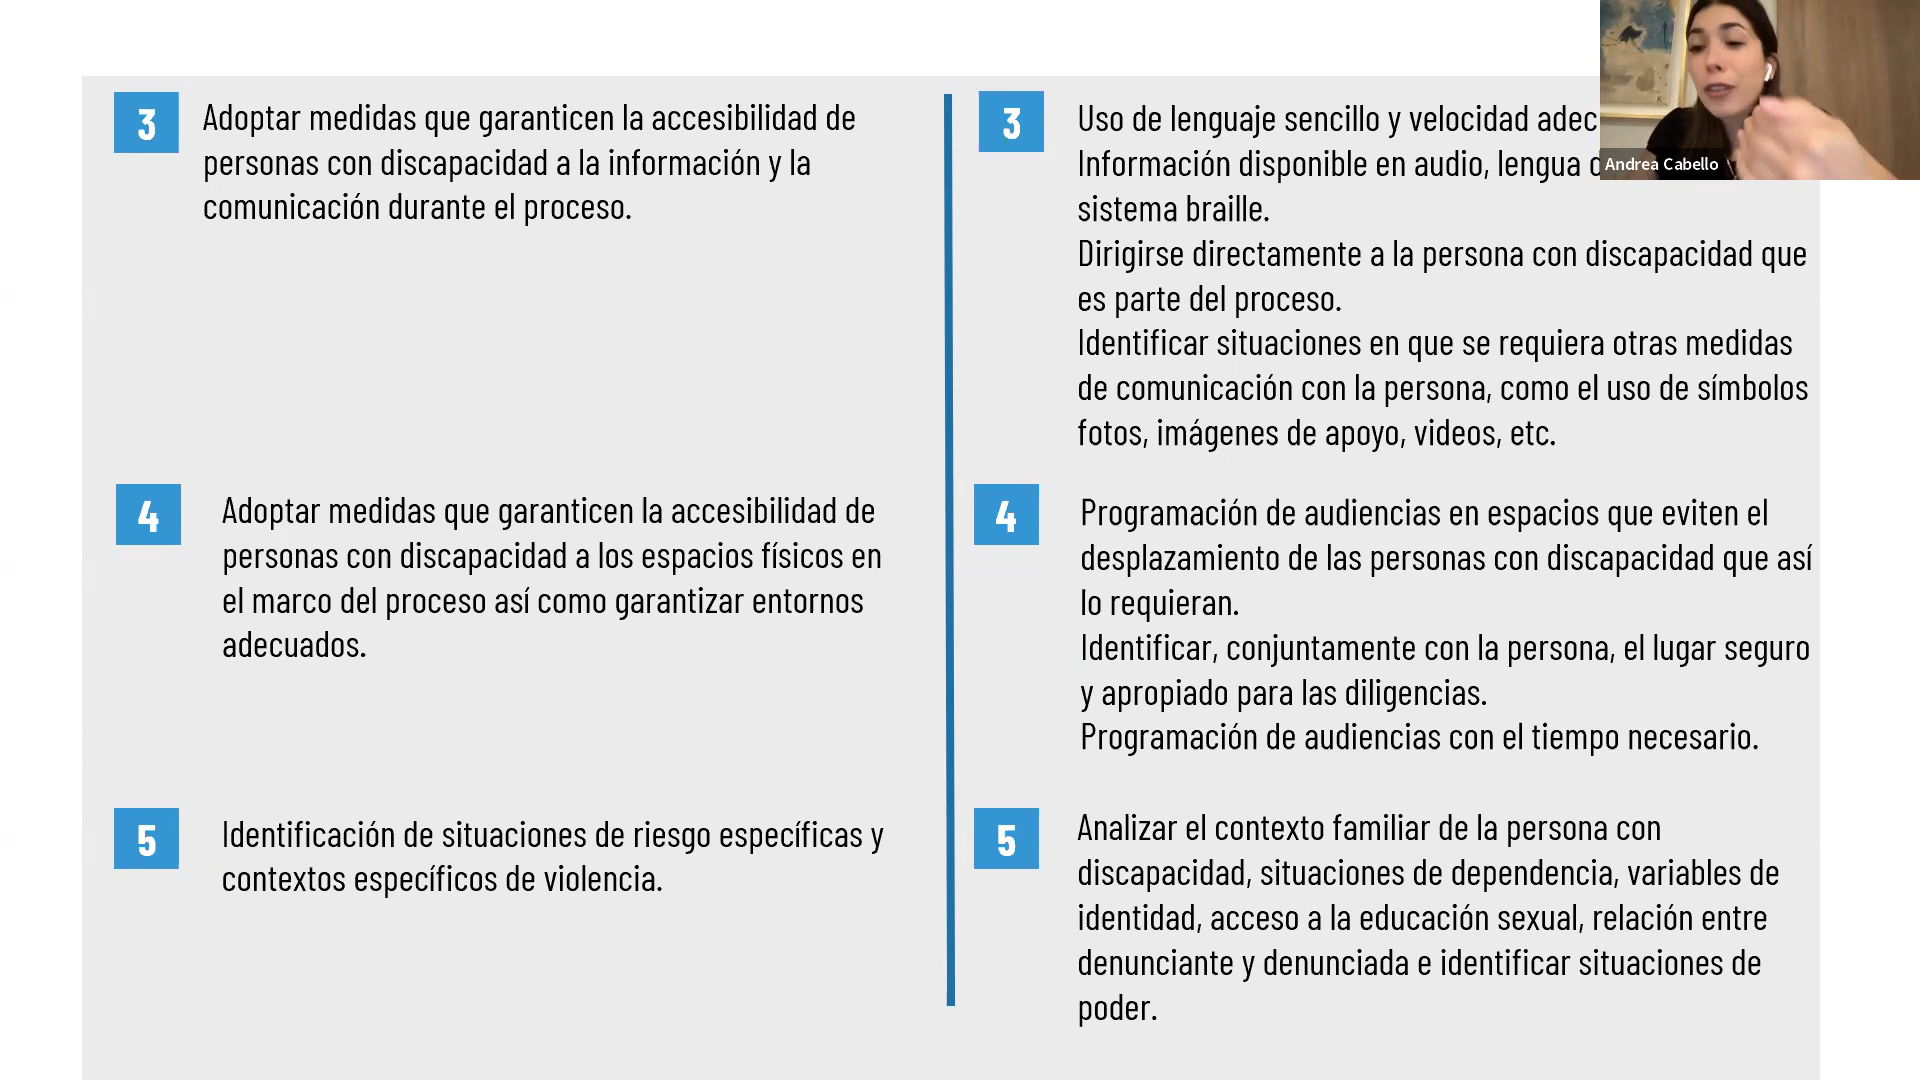 3
Adoptar medidas que garanticen la accesibilidad de
personas con discapacidad a la información y la
comunicación durante el proceso.
4
Adoptar medidas que garanticen la accesibilidad de
personas con discapacidad a los espacios físicos en
el marco del proceso así como garantizar entornos
adecuados.
5
Identificación de situaciones de riesgo específicas y
contextos específicos de violencia.
3
Uso de lenguaje sencillo y velocidad
Información disponible en audio, lengua
sistema braille.
Dirigirse directamente a la persona con discapacidad que
es parte del proceso.
Identificar situaciones en que se requiera otras medidas
de comunicación con la persona, como el uso de símbolos
fotos, imágenes de apoyo, videos, etc.
4
Programación de audiencias en espacios que eviten el
desplazamiento de las personas con discapacidad que así
lo requieran.
Identificar, conjuntamente con la persona, el lugar seguro
y apropiado para las diligencias.
Programación de audiencias con el tiempo necesario.
5
Analizar el contexto familiar de la persona con
discapacidad, situaciones de dependencia, variables de
identidad, acceso a la educación sexual, relación entre
denunciante y denunciada e identificar situaciones de
poder.
Andrea Cabello